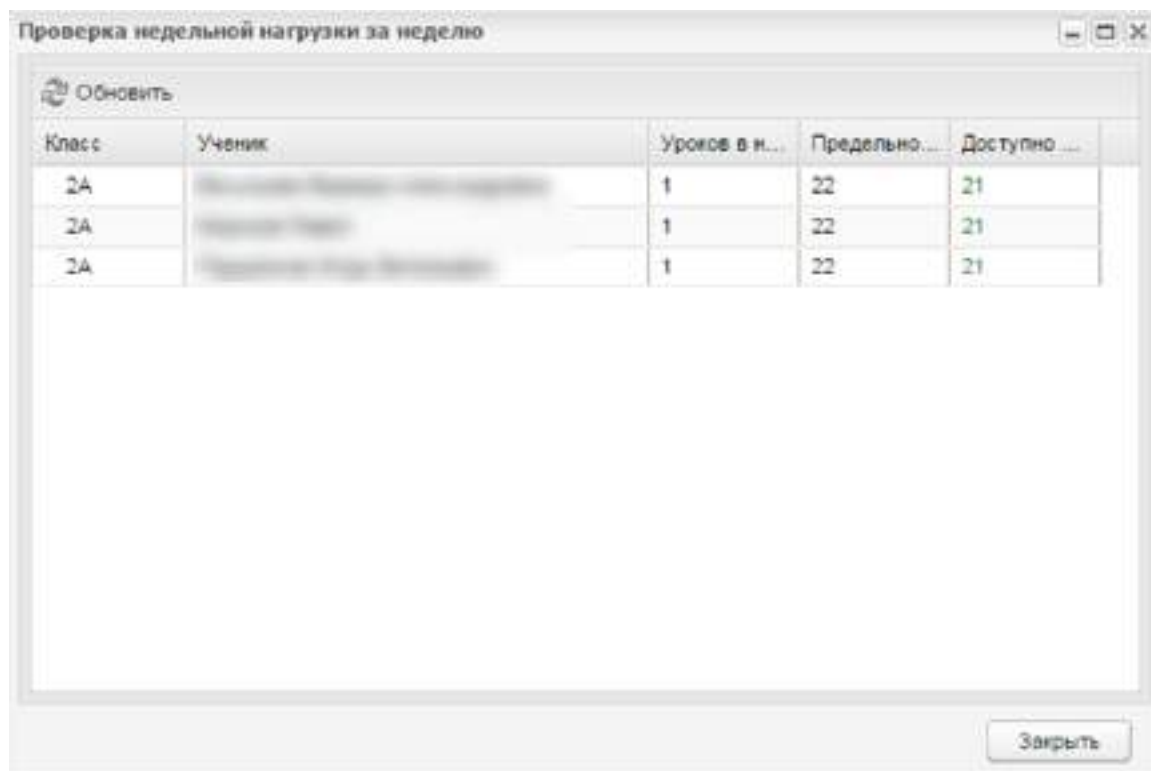 Проверка недельной нагрузки за неделю
Обновить
Класс Ученик Уроков в н... Предельно... Доступно ...
2А 1 22 21
2А 1 22 21
2А 1 22 21
Закрыть